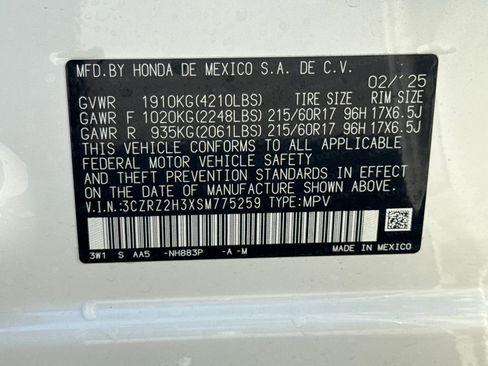 MFD.BY HONDA DE MEXICO S.A. DE C.V.
02/'25
GVWR 1910KG(4210LBS) TIRE SIZE RIM SIZE
GAWR F 1020KG(2248LBS) 215/60R17 96H 17X6.5J
GAWR R 935KG(2061LBS) 215/60R17 96H 17X6.5J
THIS VEHICLE CONFORMS TO ALL APPLICABLE
FEDERAL MOTOR VEHICLE SAFETY
AND THEFT PREVENTION STANDARDS IN EFFECT
ON THE DATE OF MANUFACTURE SHOWN ABOVE.
V.I.N.:3CZRZ2H3XSM775259 TYPE:MPV
3W1 S AA5 -NH883P -A -M MADE IN MEXICO